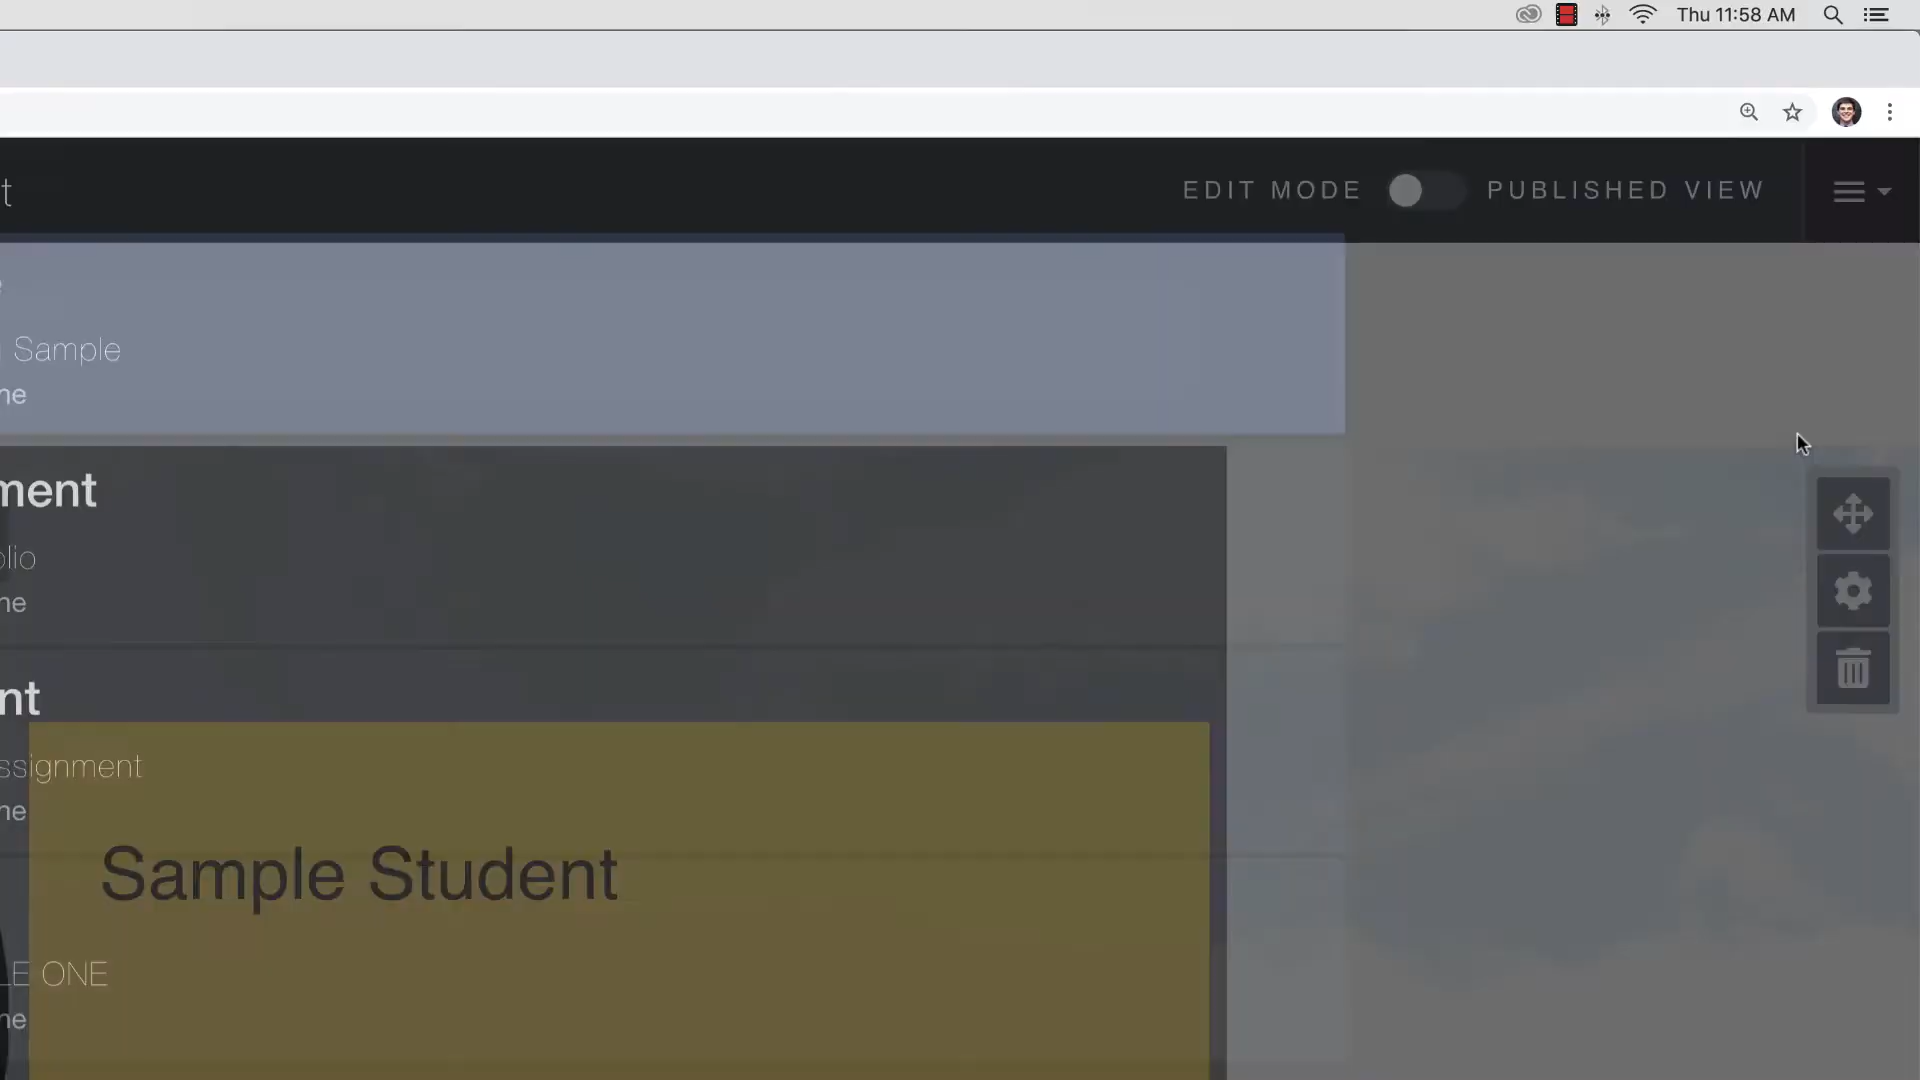 Thu 11:58 AM
t
EDIT MODE PUBLISHED VIEW
Sample
ne
ment
lio
ne
nt
ssignment
ne
Sample Student
LE ONE
ne